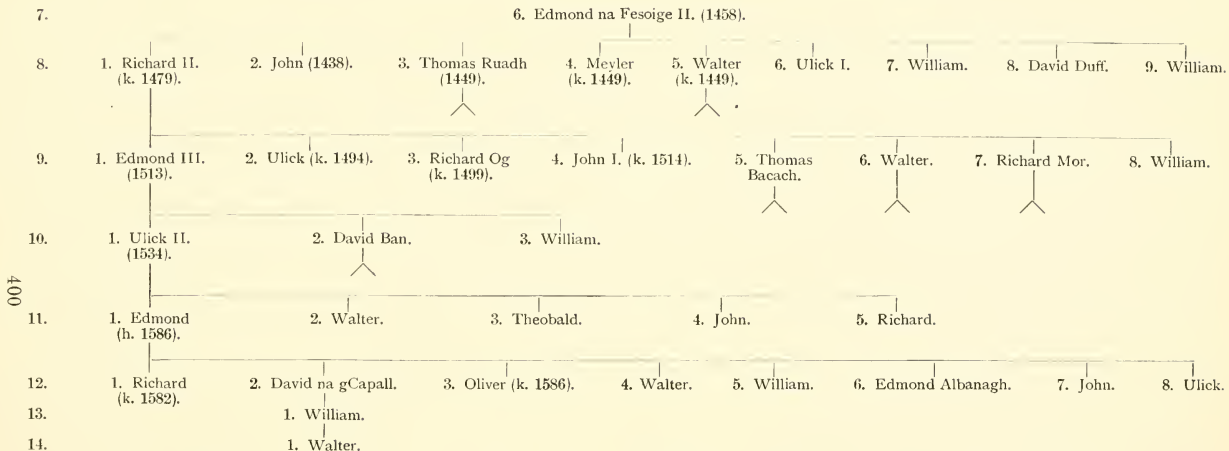 7. 6. Edmond na Fesoige II. (1458).
8. 1. Richard II. 2. John (1438). 3. Thomas Ruadh 4. Meyler 5. Walter 6. Ulick I. 7. William. 8. David Duff. 9. William.
(k. 1479). (1449). (k. 1449). (k. 1449).
9. 1. Edmond III. 2. Ulick (k. 1494). 3. Richard Og 4. John I. (k. 1514). 5. Thomas 6. Walter. 7. Richard Mor. 8. William.
(1513). (k. 1499). Bacach.
10. 1. Ulick II. 2. David Ban. 3. William.
(1534).
400
11. 1. Edmond 2. Walter. 3. Theobald. 4. John. 5. Richard.
(h. 1586).
12. 1. Richard 2. David na gCapall. 3. Oliver (k. 1586). 4. Walter. 5. William. 6. Edmond Albanagh. 7. John. 8. Ulick.
(k. 1582).
13. 1. William.
14. 1. Walter.